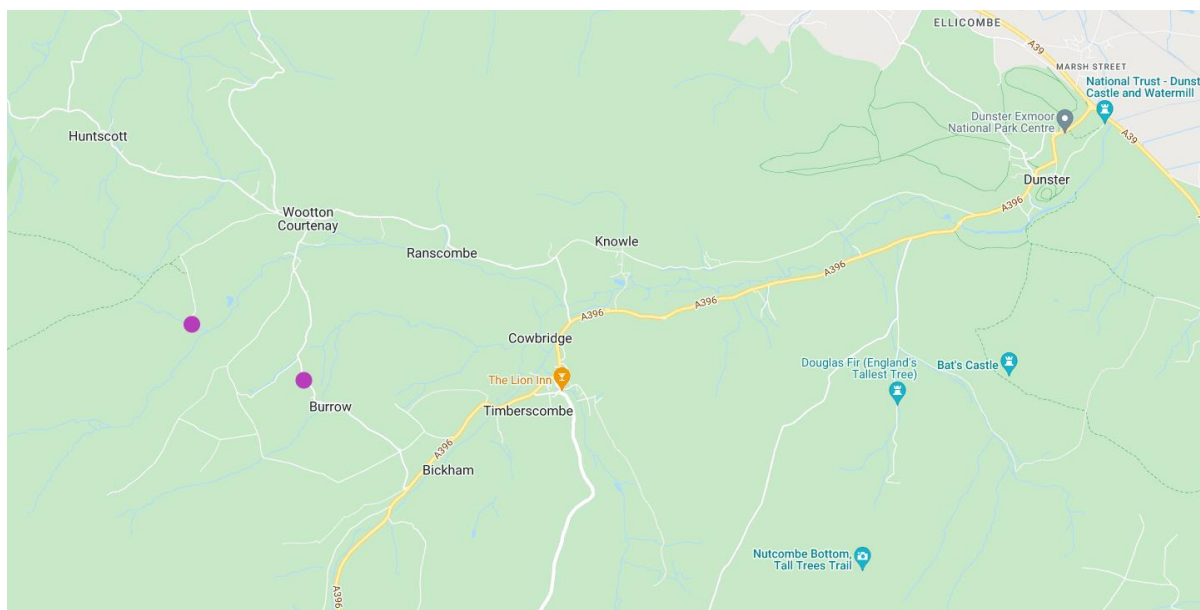 ELLICOMBE
A39
MARSH STREET
National Trust - Dunst
Castle and Watermill
Dunster Exmoor
National Park Centre
Huntscott
A39
Dunster
A396
Wootton
Courtenay
Knowle
Ranscombe
A396
A396
A396
Cowbridge
Douglas Fir (England's
Tallest Tree)
Bat's Castle
The Lion Inn
Burrow
Timberscombe
A396
Bickham
Nutcombe Bottom,
Tall Trees Trail
A396